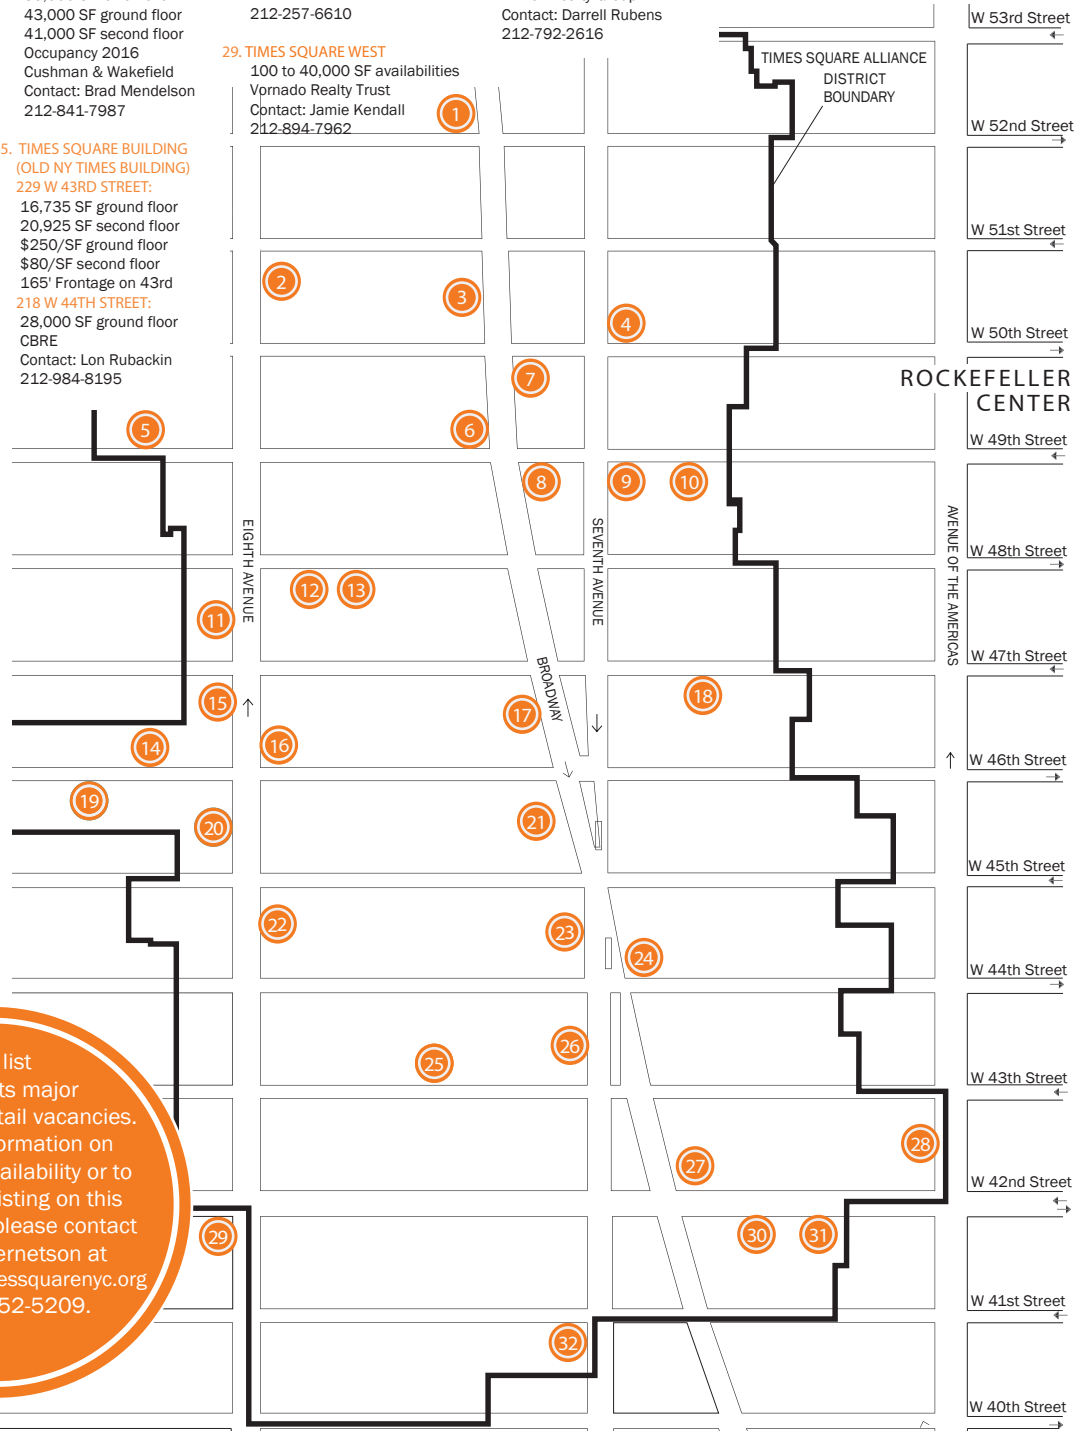 43,000 SF ground floor
41,000 SF second floor
Occupancy 2016
Cushman & Wakefield
Contact: Brad Mendelson
212-841-7987
5. TIMES SQUARE BUILDING
(OLD NY TIMES BUILDING)
229 W 43RD STREET:
16,735 SF ground floor
20,925 SF second floor
$250/SF ground floor
$80/SF second floor
165' Frontage on 43rd
218 W 44TH STREET:
28,000 SF ground floor
CBRE
Contact: Lon Rubackin
212-984-8195
212-257-6610
29. TIMES SQUARE WEST
100 to 40,000 SF availabilities
Vornado Realty Trust
Contact: Jamie Kendall
212-894-7962
Contact: Darrell Rubens
212-792-2616
TIMES SQUARE ALLIANCE
DISTRICT
BOUNDARY
W 53rd Street
W 52nd Street
W 51st Street
W 50th Street
ROCKEFELLER
CENTER
W 49th Street
W 48th Street
W 47th Street
W 46th Street
W 45th Street
W 44th Street
W 43th Street
W 42nd Street
W 41st Street
W 40th Street
EIGHTH AVENUE
BROADWAY
SEVENTH AVENUE
AVENUE OF THE AMERICAS
1
2
3
4
5
6
7
8
9
10
11
12
13
14
15
16
17
18
19
20
21
22
23
24
25
26
27
28
29
30
31
32
list
ts major
tail vacancies.
ormation on
ailability or to
isting on this
please contact
ernetson at
essquarenyc.org
52-5209.